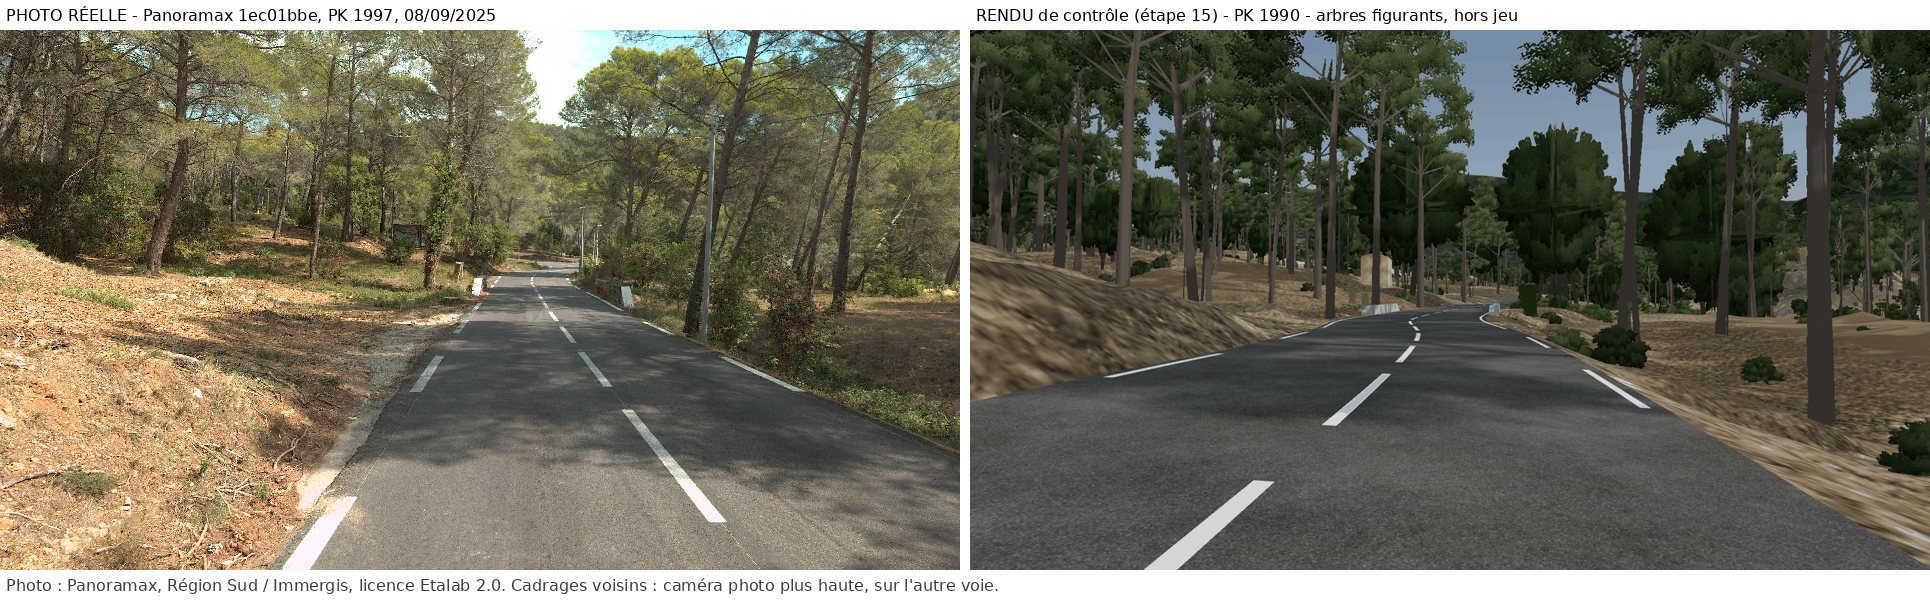 PHOTO RÉELLE - Panoramax 1ec01bbe, PK 1997, 08/09/2025
RENDU de contrôle (étape 15) - PK 1990 - arbres figurants, hors jeu
Photo : Panoramax, Région Sud / Immergis, licence Etalab 2.0. Cadrages voisins : caméra photo plus haute, sur l'autre voie.